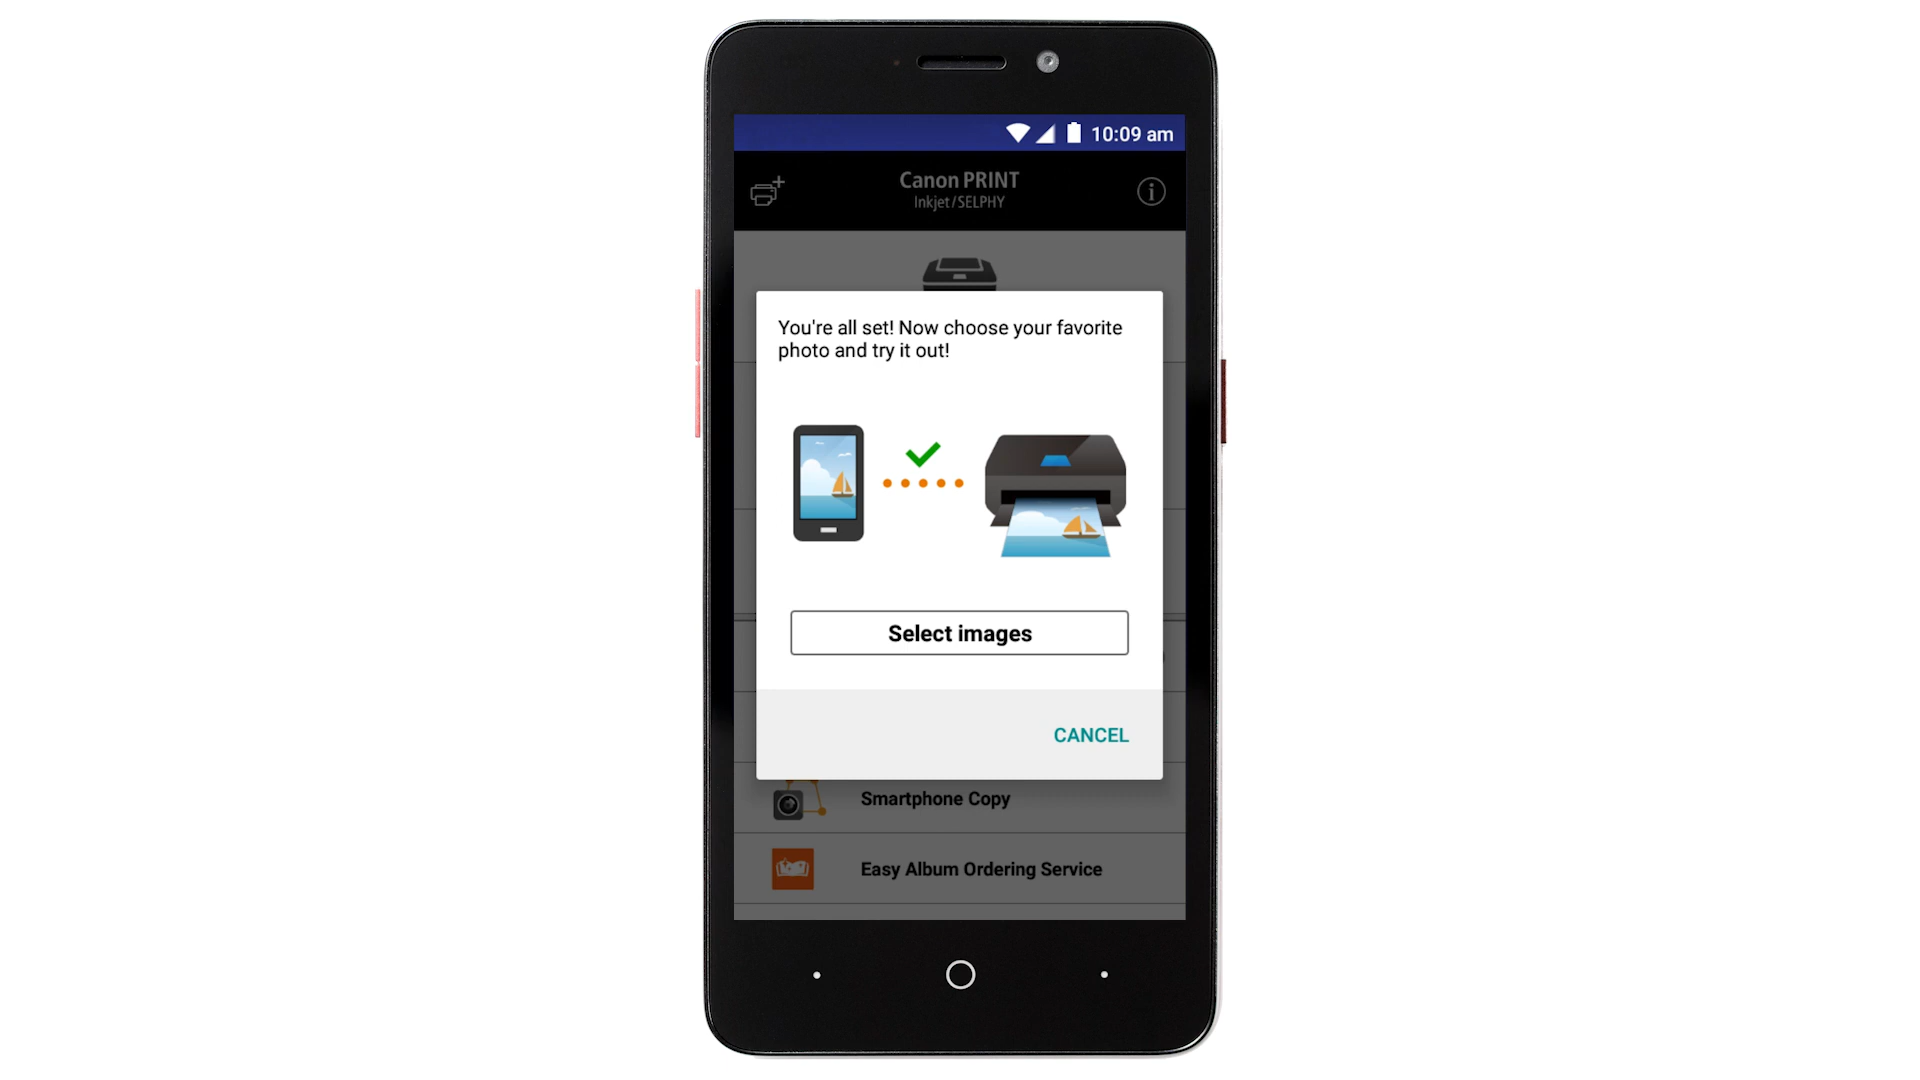 10:09 am
Canon PRINT
Inkjet/SELPHY
You're all set! Now choose your favorite
photo and try it out!
Select images
CANCEL
Smartphone Copy
Easy Album Ordering Service